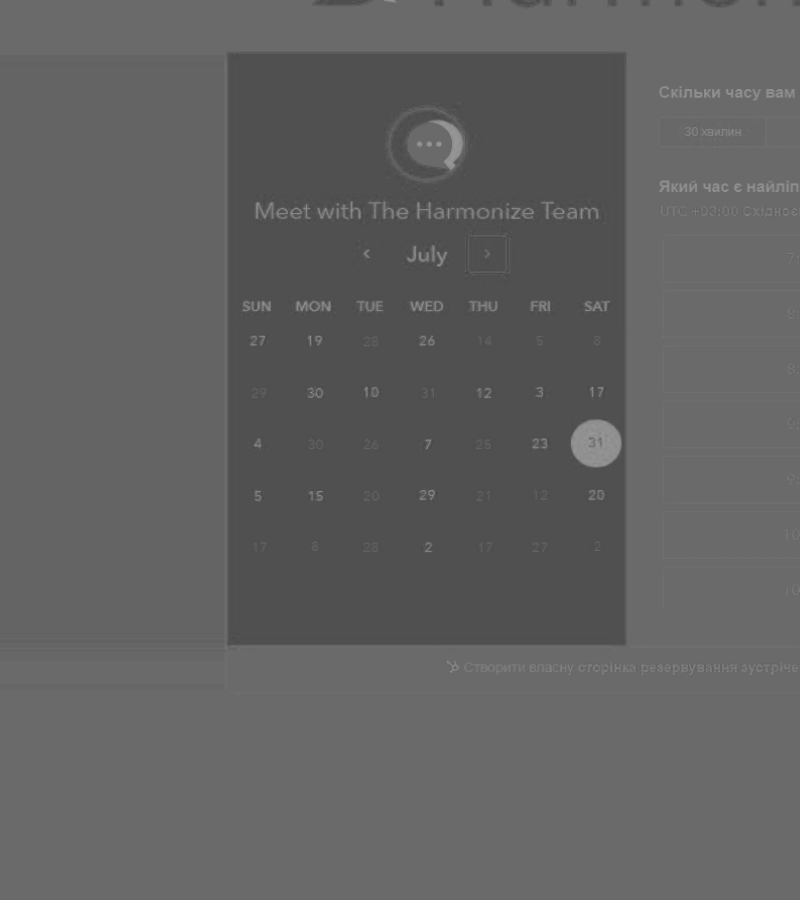 Meet with The Harmonize Team
July
SUN MON TUE WED THU FRI SAT
27 19 28 26 14 5 8
29 30 10 31 12 3 17
4 30 26 7 25 23 31
5 15 20 29 21 12 20
17 8 28 2 17 27 2
Скільки часу вам
30 хвилин
Який час є найліп
UTC +03:00
Створити власну сторінка резервування зустріче